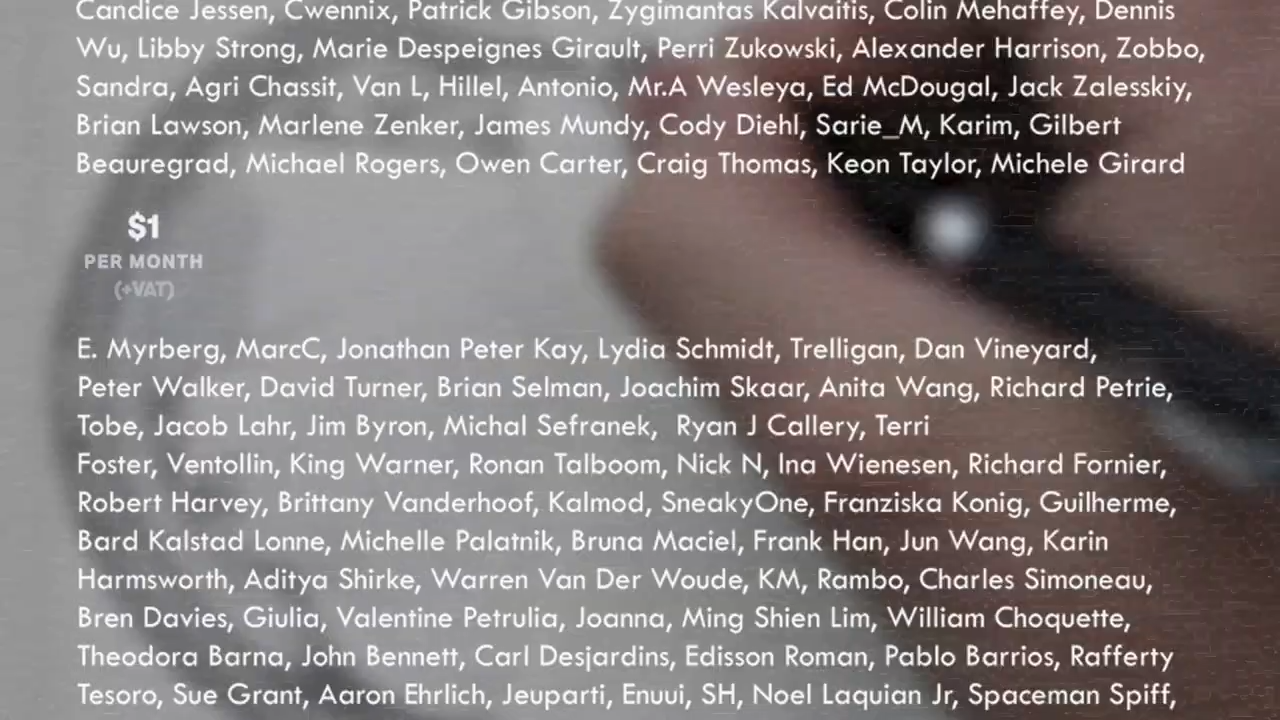 Candice Jessen, Cwennix, Patrick Gibson, Zygimantas Kalvaitis, Colin Mehaffey, Dennis
Wu, Libby Strong, Marie Despeignes Girault, Perri Zukowski, Alexander Harrison, Zobbo,
Sandra, Agri Chassit, Van L, Hillel, Antonio, Mr.A Wesleya, Ed McDougal, Jack Zalesskiy,
Brian Lawson, Marlene Zenker, James Mundy, Cody Diehl, Sarie_M, Karim, Gilbert
Beauregrad, Michael Rogers, Owen Carter, Craig Thomas, Keon Taylor, Michele Girard
$1
PER MONTH
(+VAT)
E. Myrberg, MarcC, Jonathan Peter Kay, Lydia Schmidt, Trelligan, Dan Vineyard,
Peter Walker, David Turner, Brian Selman, Joachim Skaar, Anita Wang, Richard Petrie,
Tobe, Jacob Lahr, Jim Byron, Michal Sefranek,  Ryan J Callery, Terri
Foster, Ventollin, King Warner, Ronan Talboom, Nick N, Ina Wienesen, Richard Fornier,
Robert Harvey, Brittany Vanderhoof, Kalmod, SneakyOne, Franziska Konig, Guilherme,
Bard Kalstad Lonne, Michelle Palatnik, Bruna Maciel, Frank Han, Jun Wang, Karin
Harmsworth, Aditya Shirke, Warren Van Der Woude, KM, Rambo, Charles Simoneau,
Bren Davies, Giulia, Valentine Petrulia, Joanna, Ming Shien Lim, William Choquette,
Theodora Barna, John Bennett, Carl Desjardins, Edisson Roman, Pablo Barrios, Rafferty
Tesoro, Sue Grant, Aaron Ehrlich, Jeuparti, Enuui, SH, Noel Laquian Jr, Spaceman Spiff,